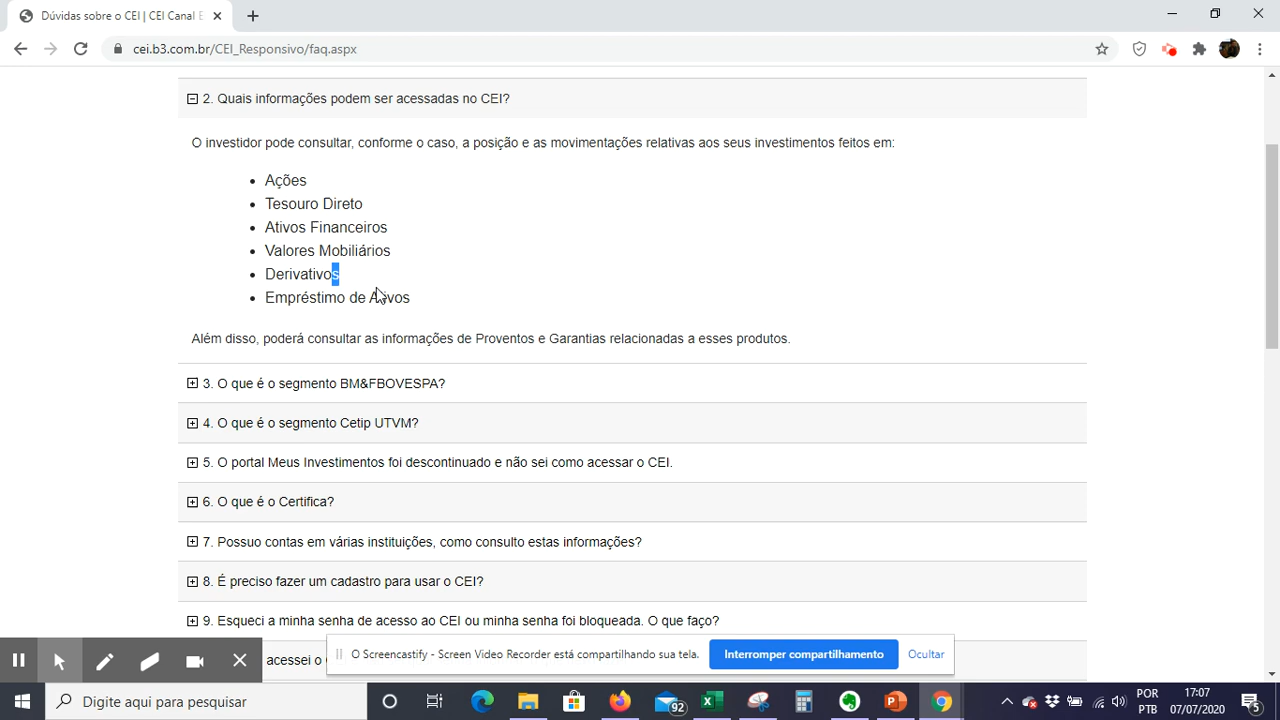 Dúvidas sobre o CEI | CEI Canal E
cei.b3.com.br/CEI_Responsivo/faq.aspx
2. Quais informações podem ser acessadas no CEI?
O investidor pode consultar, conforme o caso, a posição e as movimentações relativas aos seus investimentos feitos em:
• Ações
• Tesouro Direto
• Ativos Financeiros
• Valores Mobiliários
• Derivativos
• Empréstimo de Ativos
Além disso, poderá consultar as informações de Proventos e Garantias relacionadas a esses produtos.
3. O que é o segmento BM&FBOVESPA?
4. O que é o segmento Cetip UTVM?
5. O portal Meus Investimentos foi descontinuado e não sei como acessar o CEI.
6. O que é o Certifica?
7. Possuo contas em várias instituições, como consulto estas informações?
8. É preciso fazer um cadastro para usar o CEI?
9. Esqueci a minha senha de acesso ao CEI ou minha senha foi bloqueada. O que faço?
acessei o
O Screencastify - Screen Video Recorder está compartilhando sua tela. Interromper compartilhamento Ocultar
Digite aqui para pesquisar
92
POR 17:07
PTB 07/07/2020
5